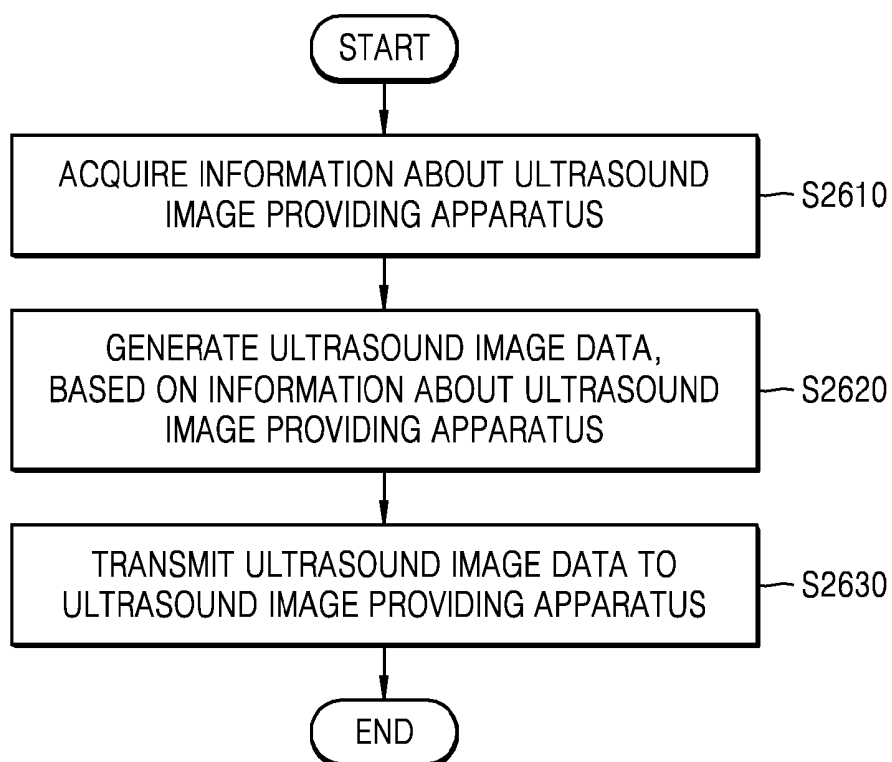 START
ACQUIRE INFORMATION ABOUT ULTRASOUND
IMAGE PROVIDING APPARATUS
S2610
GENERATE ULTRASOUND IMAGE DATA,
BASED ON INFORMATION ABOUT ULTRASOUND
IMAGE PROVIDING APPARATUS
S2620
TRANSMIT ULTRASOUND IMAGE DATA TO
ULTRASOUND IMAGE PROVIDING APPARATUS
S2630
END